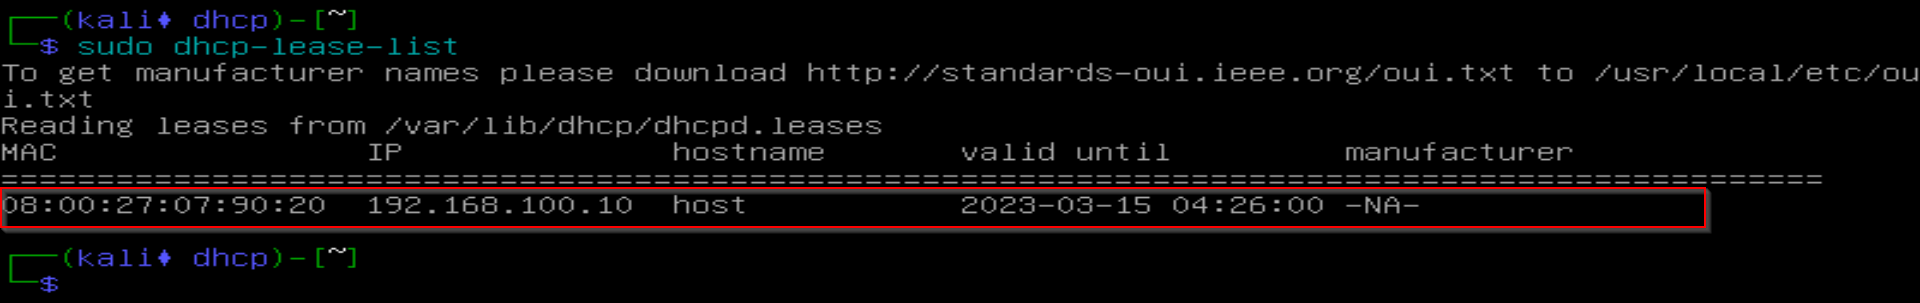 ┌──(kali♦ dhcp)-[~]
└─$ sudo dhcp-lease-list
To get manufacturer names please download http://standards-oui.ieee.org/oui.txt to /usr/local/etc/ou
i.txt
Reading leases from /var/lib/dhcp/dhcpd.leases
MAC                IP              hostname       valid until         manufacturer
===============================================================================================
08:00:27:07:90:20  192.168.100.10  host           2023-03-15 04:26:00 -NA-
┌──(kali♦ dhcp)-[~]
└─$